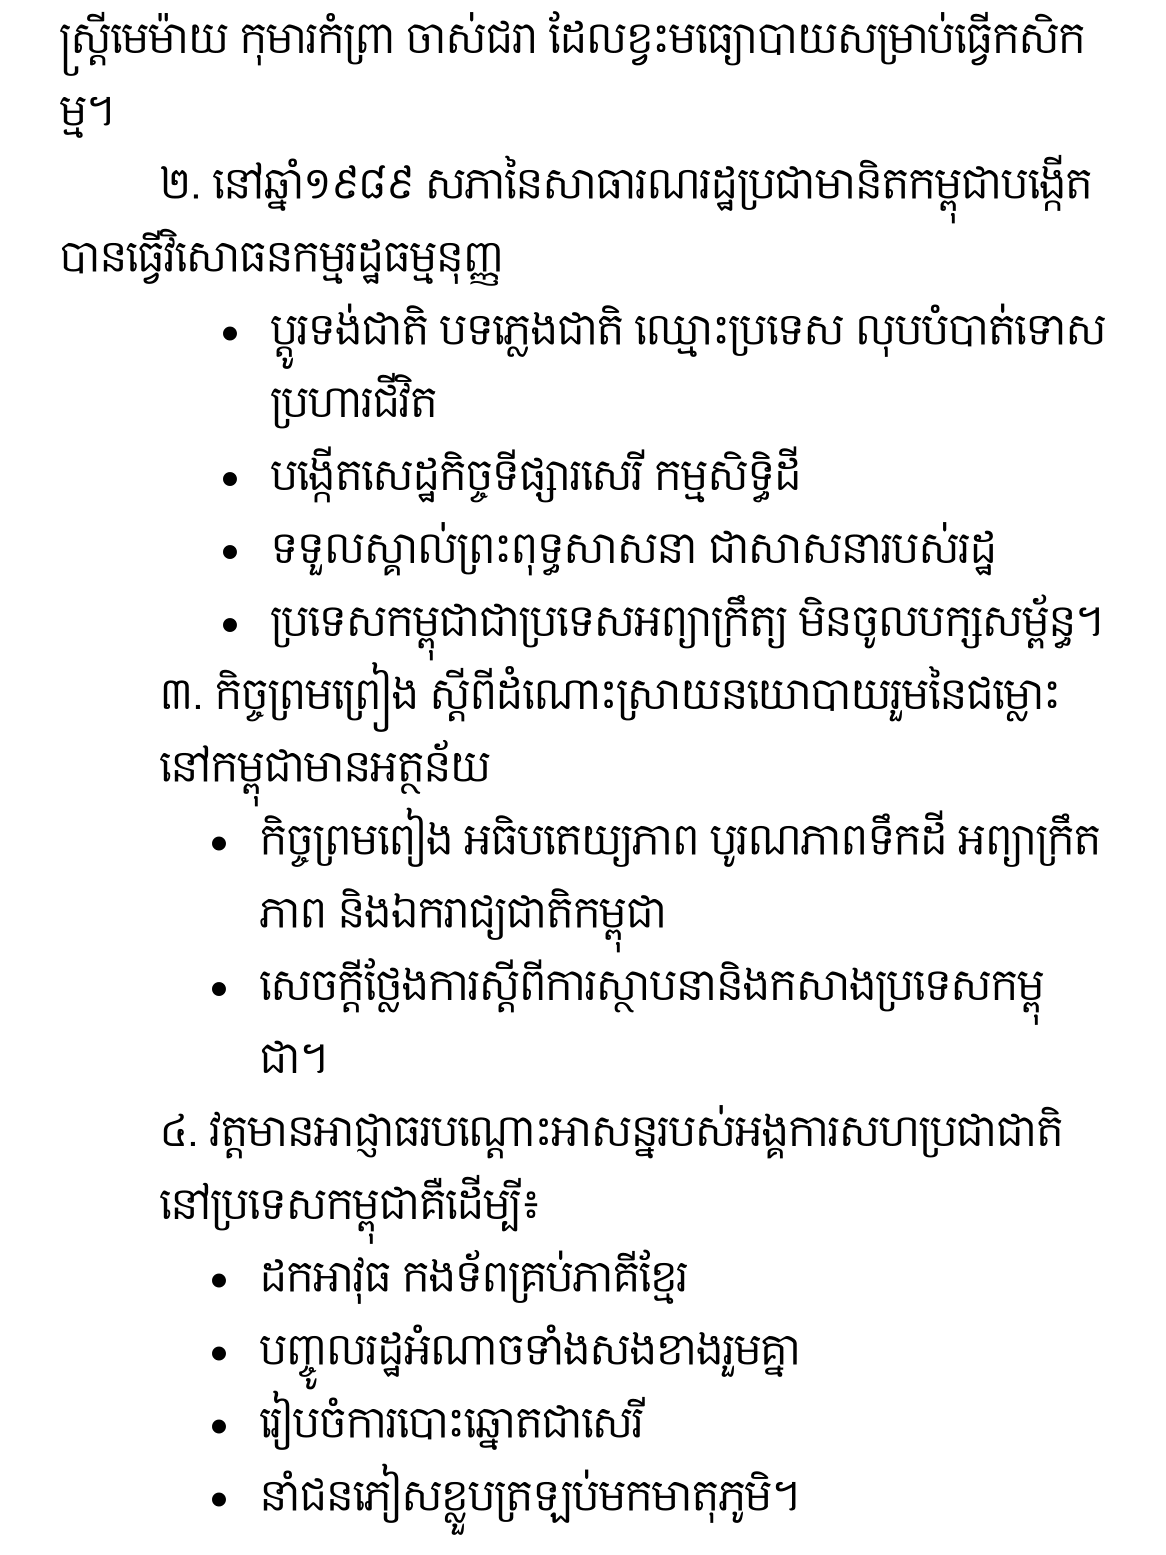 ស្ត្រីមេម៉ាយ កុមារកំព្រា ចាស់ជរា ដែលខ្វះមធ្យោបាយសម្រាប់ធ្វើកសិក
ម្ម។
២. នៅឆ្នាំ១៩៨៩ សភានៃសាធារណរដ្ឋប្រជាមានិតកម្ពុជាបង្កើត
បានធ្វើវិសោធនកម្មរដ្ឋធម្មនុញ្ញ
• ប្តូរទង់ជាតិ បទភ្លេងជាតិ ឈ្មោះប្រទេស លុបបំបាត់ទោស
ប្រហារជីវិត
• បង្កើតសេដ្ឋកិច្ចទីផ្សារសេរី កម្មសិទ្ធិដី
• ទទួលស្គាល់ព្រះពុទ្ធសាសនា ជាសាសនារបស់រដ្ឋ
• ប្រទេសកម្ពុជាជាប្រទេសអព្យាក្រឹត្យ មិនចូលបក្សសម្ព័ន្ធ។
៣. កិច្ចព្រមព្រៀង ស្តីពីដំណោះស្រាយនយោបាយរួមនៃជម្លោះ
នៅកម្ពុជាមានអត្ថន័យ
• កិច្ចព្រមពៀង អធិបតេយ្យភាព បូរណភាពទឹកដី អព្យាក្រឹត
ភាព និងឯករាជ្យជាតិកម្ពុជា
• សេចក្តីថ្លែងការស្តីពីការស្ថាបនានិងកសាងប្រទេសកម្ពុ
ជា។
៤. វត្តមានអាជ្ញាធរបណ្តោះអាសន្នរបស់អង្គការសហប្រជាជាតិ
នៅប្រទេសកម្ពុជាគឺដើម្បី៖
• ដកអាវុធ កងទ័ពគ្រប់ភាគីខ្មែរ
• បញ្ចូលរដ្ឋអំណាចទាំងសងខាងរួមគ្នា
• រៀបចំការបោះឆ្នោតជាសេរី
• នាំជនភៀសខ្លួបត្រឡប់មកមាតុភូមិ។